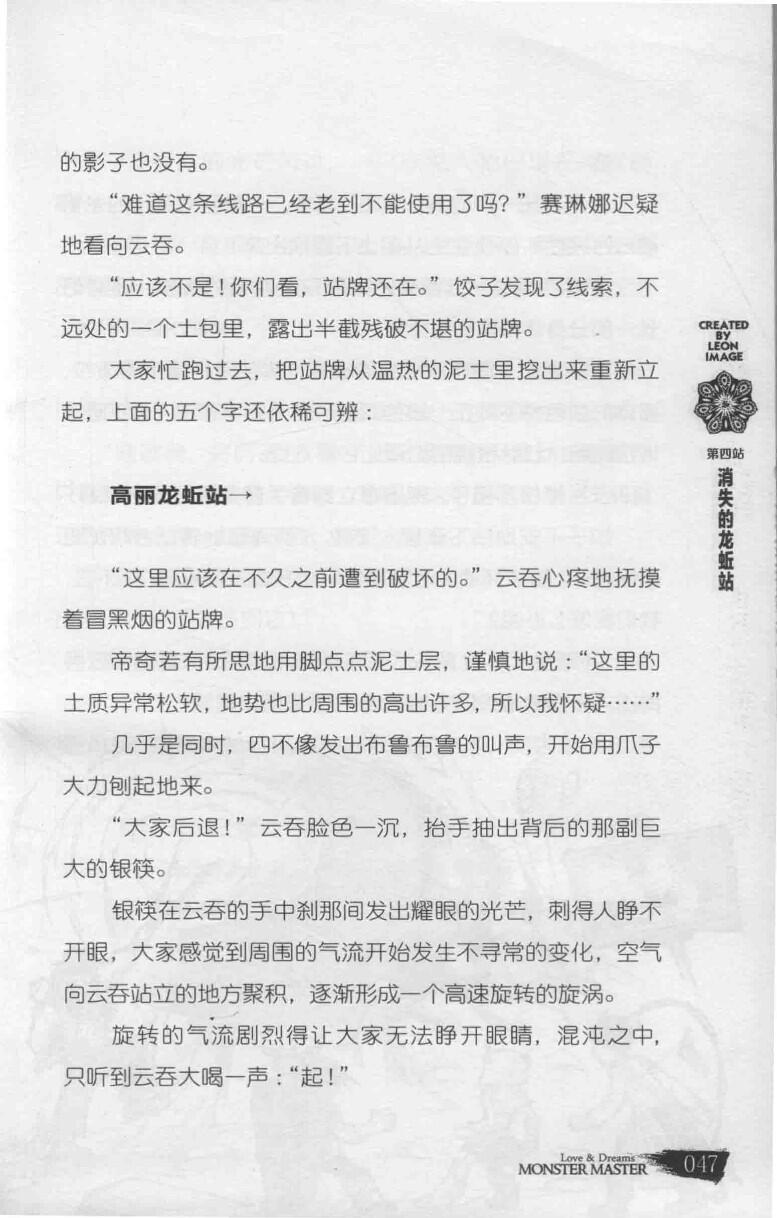 的影子也没有。
“难道这条线路已经老到不能使用了吗？”赛琳娜迟疑
地看向云吞。
“应该不是！你们看，站牌还在。”饺子发现了线索，不
远处的一个土包里，露出半截残破不堪的站牌。
大家忙跑过去，把站牌从温热的泥土里挖出来重新立
起，上面的五个字还依稀可辨：
高丽龙蚯站→
“这里应该在不久之前遭到破坏的。”云吞心疼地抚摸
着冒黑烟的站牌。
帝奇若有所思地用脚点点泥土层，谨慎地说：“这里的
土质异常松软，地势也比周围的高出许多，所以我怀疑……”
几乎是同时，四不像发出布鲁布鲁的叫声，开始用爪子
大力刨起地来。
“大家后退！”云吞脸色一沉，抬手抽出背后的那副巨
大的银筷。
银筷在云吞的手中刹那间发出耀眼的光芒，刺得人睁不
开眼，大家感觉到周围的气流开始发生不寻常的变化，空气
向云吞站立的地方聚积，逐渐形成一个高速旋转的旋涡。
旋转的气流剧烈得让大家无法睁开眼睛，混沌之中，
只听到云吞大喝一声：“起！”
CREATED
BY
LEON
IMAGE
第四站
消失的龙蚯站
Love & Dreams
MONSTER MASTER
047